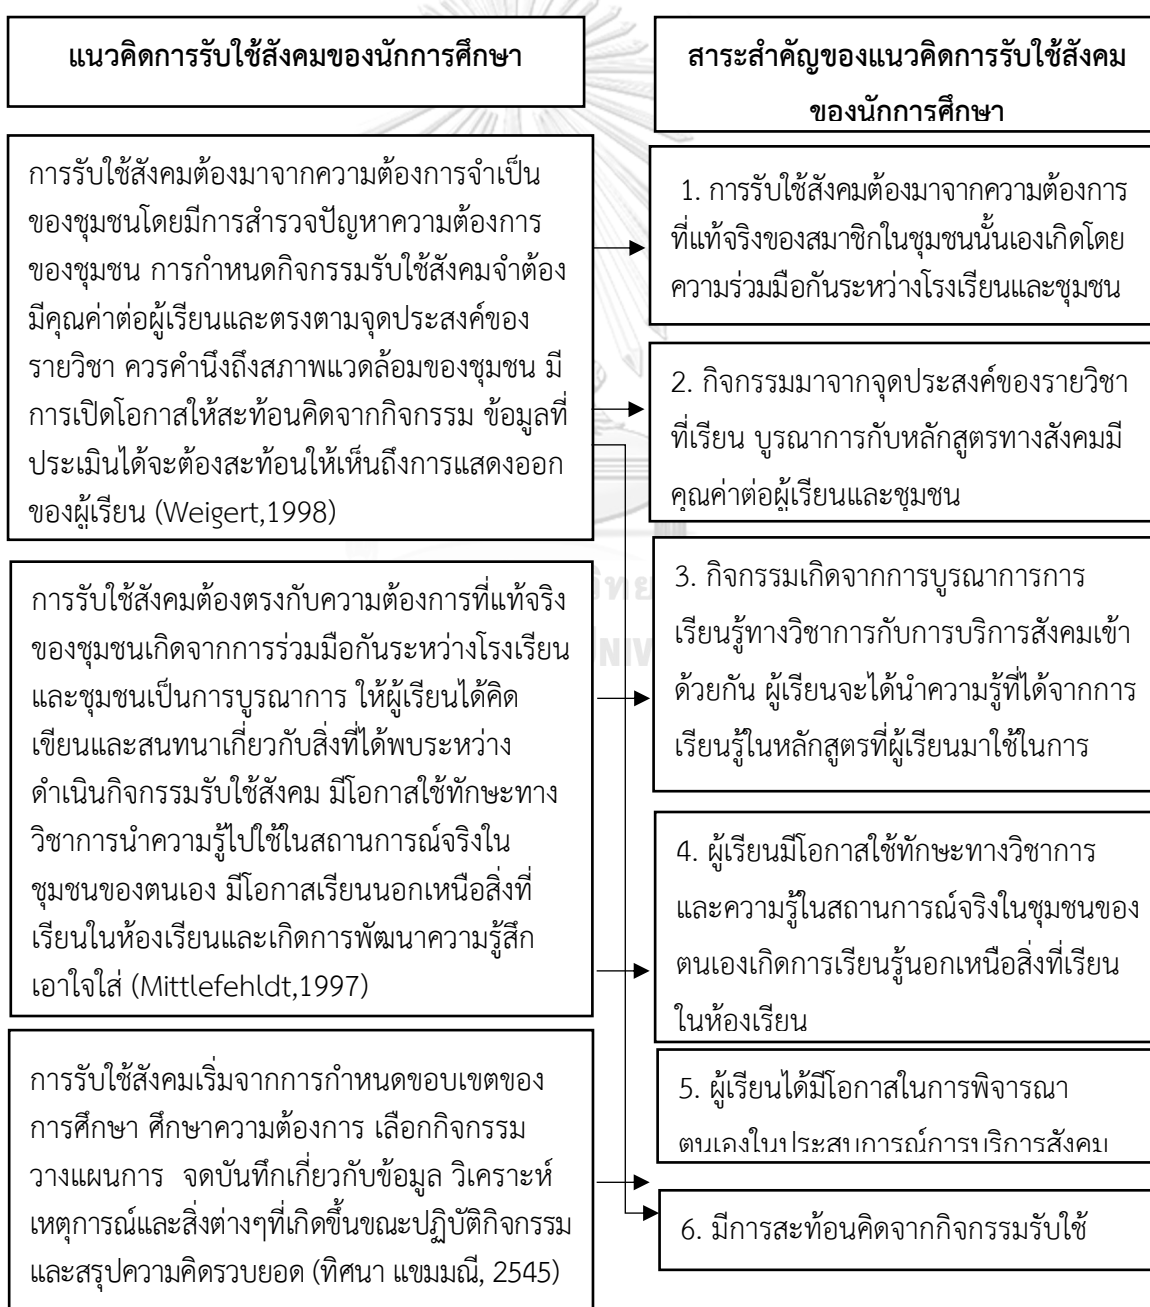 แนวคิดการรับใช้สังคมของนักการศึกษา
การรับใช้สังคมต้องมาจากความต้องการจำเป็น
ของชุมชนโดยมีการสำรวจปัญหาความต้องการ
ของชุมชน การกำหนดกิจกรรมรับใช้สังคมจำต้อง
มีคุณค่าต่อผู้เรียนและตรงตามจุดประสงค์ของ
รายวิชา ควรคำนึงถึงสภาพแวดล้อมของชุมชน มี
การเปิดโอกาสให้สะท้อนคิดจากกิจกรรม ข้อมูลที่
ประเมินได้จะต้องสะท้อนให้เห็นถึงการแสดงออก
ของผู้เรียน (Weigert,1998)
การรับใช้สังคมต้องตรงกับความต้องการที่แท้จริง
ของชุมชนเกิดจากการร่วมมือกันระหว่างโรงเรียน
และชุมชนเป็นการบูรณาการ ให้ผู้เรียนได้คิด
เขียนและสนทนาเกี่ยวกับสิ่งที่ได้พบระหว่าง
ดำเนินกิจกรรมรับใช้สังคม มีโอกาสใช้ทักษะทาง
วิชาการนำความรู้ไปใช้ในสถานการณ์จริงใน
ชุมชนของตนเอง มีโอกาสเรียนนอกเหนือสิ่งที่
เรียนในห้องเรียนและเกิดการพัฒนาความรู้สึก
เอาใจใส่ (Mittlefehldt,1997)
การรับใช้สังคมเริ่มจากการกำหนดขอบเขตของ
การศึกษา ศึกษาความต้องการ เลือกกิจกรรม
วางแผนการ จดบันทึกเกี่ยวกับข้อมูล วิเคราะห์
เหตุการณ์และสิ่งต่างๆที่เกิดขึ้นขณะปฏิบัติกิจกรรม
และสรุปความคิดรวบยอด (ทิศนา แขมมณี, 2545)
สาระสำคัญของแนวคิดการรับใช้สังคม
ของนักการศึกษา
1. การรับใช้สังคมต้องมาจากความต้องการ
ที่แท้จริงของสมาชิกในชุมชนนั้นเองเกิดโดย
ความร่วมมือกันระหว่างโรงเรียนและชุมชน
2. กิจกรรมมาจากจุดประสงค์ของรายวิชา
ที่เรียน บูรณาการกับหลักสูตรทางสังคมมี
คุณค่าต่อผู้เรียนและชุมชน
3. กิจกรรมเกิดจากการบูรณาการการ
เรียนรู้ทางวิชาการกับการบริการสังคมเข้า
ด้วยกัน ผู้เรียนจะได้นำความรู้ที่ได้จากการ
เรียนรู้ในหลักสูตรที่ผู้เรียนมาใช้ในการ
4. ผู้เรียนมีโอกาสใช้ทักษะทางวิชาการ
และความรู้ในสถานการณ์จริงในชุมชนของ
ตนเองเกิดการเรียนรู้นอกเหนือสิ่งที่เรียน
ในห้องเรียน
5. ผู้เรียนได้มีโอกาสในการพิจารณา
ตนเองในประสบการณ์การบริการสังคม
6. มีการสะท้อนคิดจากกิจกรรมรับใช้